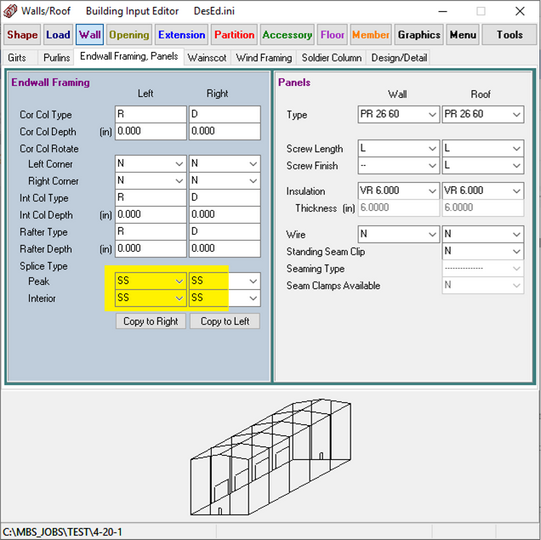 Walls/Roof Building Input Editor DesEd.ini
Shape Load Wall Opening Extension Partition Accessory Floor Member Graphics Menu Tools
Girts Purlins Endwall Framing, Panels Wainscot Wind Framing Soldier Column Design/Detail
Endwall Framing
Left Right
Cor Col Type R D
Cor Col Depth (in) 0.000 0.000
Cor Col Rotate
Left Corner N N
Right Corner N N
Int Col Type R D
Int Col Depth (in) 0.000 0.000
Rafter Type R D
Rafter Depth (in) 0.000 0.000
Splice Type
Peak SS SS
Interior SS SS
Copy to Right Copy to Left
Panels
Wall Roof
Type PR 26 60 PR 26 60
Screw Length L L
Screw Finish -- L
Insulation VR 6.000 VR 6.000
Thickness (in) 6.0000 6.0000
Wire N N
Standing Seam Clip N
Seaming Type ---------------
Seam Clamps Available N
C:\MBS_JOBS\TEST\4-20-1